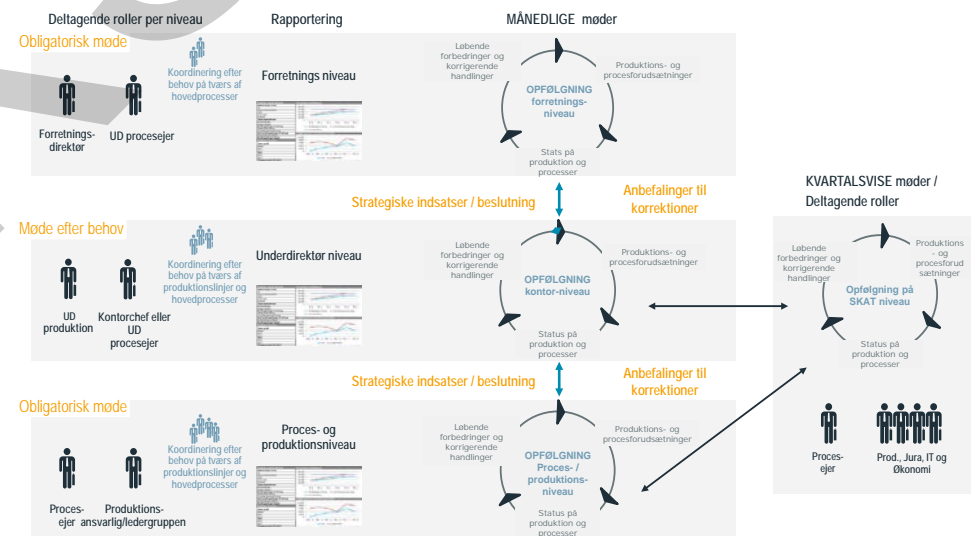 Deltagende roller per niveau
Rapportering
MÅNEDLIGE møder
Obligatorisk møde
Koordinering efter
behov på tværs af
hovedprocesser
Forretnings-
direktør
UD procesejer
Forretnings niveau
Løbende
forbedringer og
korrigerende
handlinger
Produktions- og
procesforudsætninger
OPFØLGNING
forretnings-
niveau
Stats på
produktion og
processer
Strategiske indsatser / beslutning
Anbefalinger til
korrektioner
Møde efter behov
Koordinering efter
behov på tværs af
produktionslinjer og
hovedprocesser
UD
produktion
Kontorchef eller
UD
procesejer
Underdirektør niveau
Løbende
forbedringer og
korrigerende
handlinger
Produktions- og
procesforudsætninger
OPFØLGNING
kontor-niveau
Status på
produktion og
processer
Strategiske indsatser / beslutning
Anbefalinger til
korrektioner
Obligatorisk møde
Koordinering efter
behov på tværs af
produktionslinjer og
hovedprocesser
Proces-
ejer
Produktions-
ansvarlig/ledergruppen
Proces- og
produktionsniveau
Løbende
forbedringer og
korrigerende
handlinger
Produktions- og
procesforudsætninger
OPFØLGNING
Proces- /
produktions-
niveau
Status på
produktion og
processer
KVARTALSVISE møder /
Deltagende roller
Løbende
forbedringer og
korrigerende
handlinger
Produktions
- og
procesforud
sætninger
Opfølgning på
SKAT niveau
Status på
produktion og
processer
Proces-
ejer
Prod., Jura, IT og
Økonomi